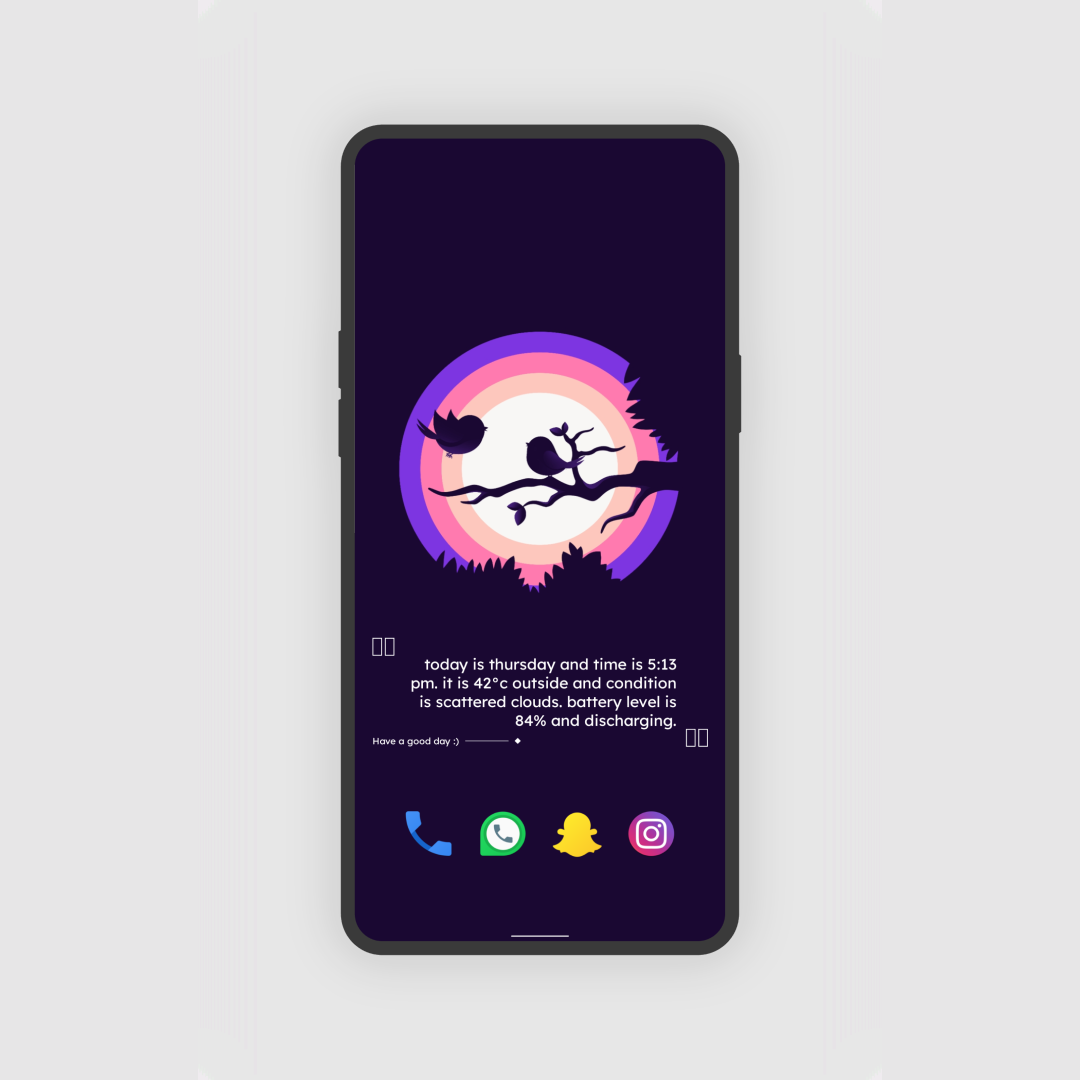 today is thursday and time is 5:13
pm. it is 42°c outside and condition
is scattered clouds. battery level is
84% and discharging.
Have a good day :)